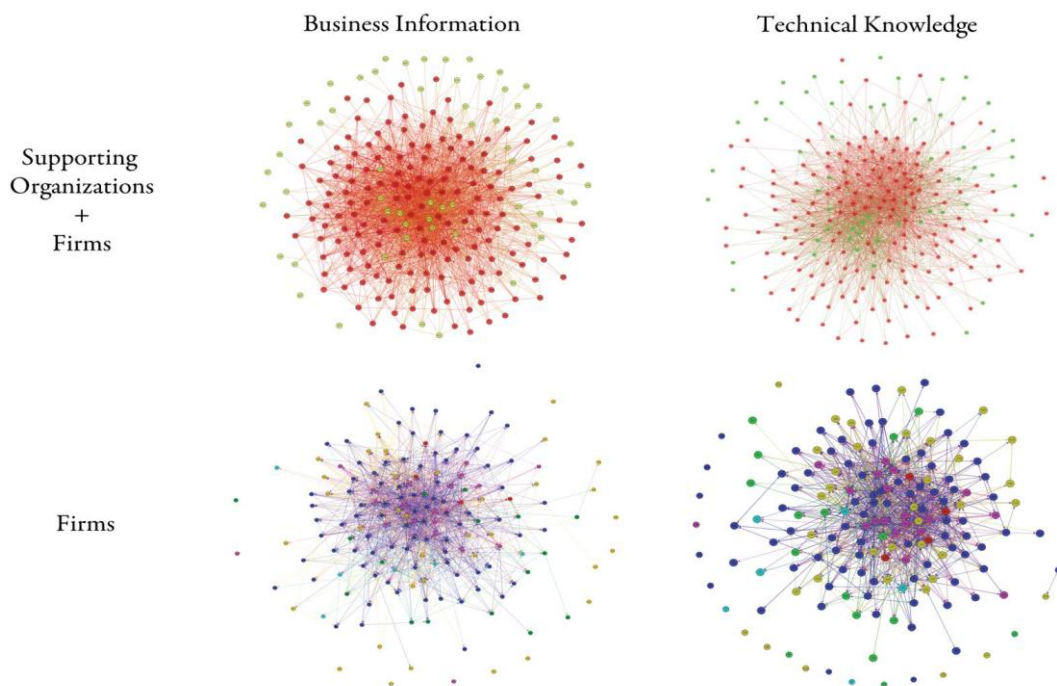 Business Information
Technical Knowledge
Supporting
Organizations
+
Firms
Firms